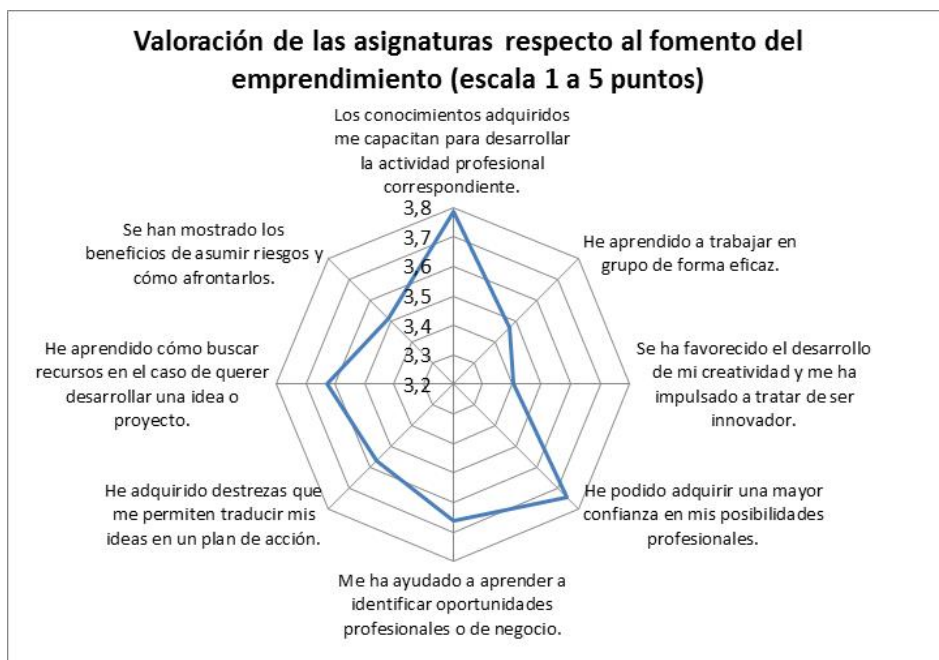 Valoración de las asignaturas respecto al fomento del
emprendimiento (escala 1 a 5 puntos)
Los conocimientos adquiridos
me capacitan para desarrollar
la actividad profesional
correspondiente.
He aprendido a trabajar en
grupo de forma eficaz.
Se ha favorecido el desarrollo
de mi creatividad y me ha
impulsado a tratar de ser
innovador.
He podido adquirir una mayor
confianza en mis posibilidades
profesionales.
Me ha ayudado a aprender a
identificar oportunidades
profesionales o de negocio.
He adquirido destrezas que
me permiten traducir mis
ideas en un plan de acción.
He aprendido cómo buscar
recursos en el caso de querer
desarrollar una idea o
proyecto.
Se han mostrado los
beneficios de asumir riesgos y
cómo afrontarlos.
3,8
3,7
3,6
3,5
3,4
3,3
3,2